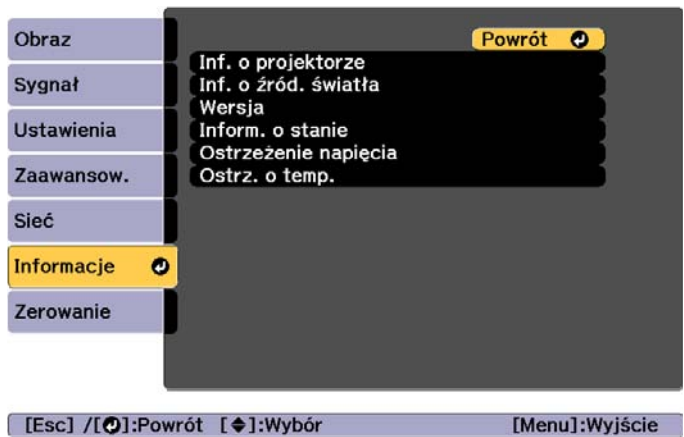 Obraz
Sygnał
Ustawienia
Zaawansow.
Sieć
Informacje
Zerowanie
Powrót
Inf. o projektorze
Inf. o źród. światła
Wersja
Inform. o stanie
Ostrzeżenie napięcia
Ostrz. o temp.
[Esc] /[⏎]:Powrót [◆]:Wybór [Menu]:Wyjście